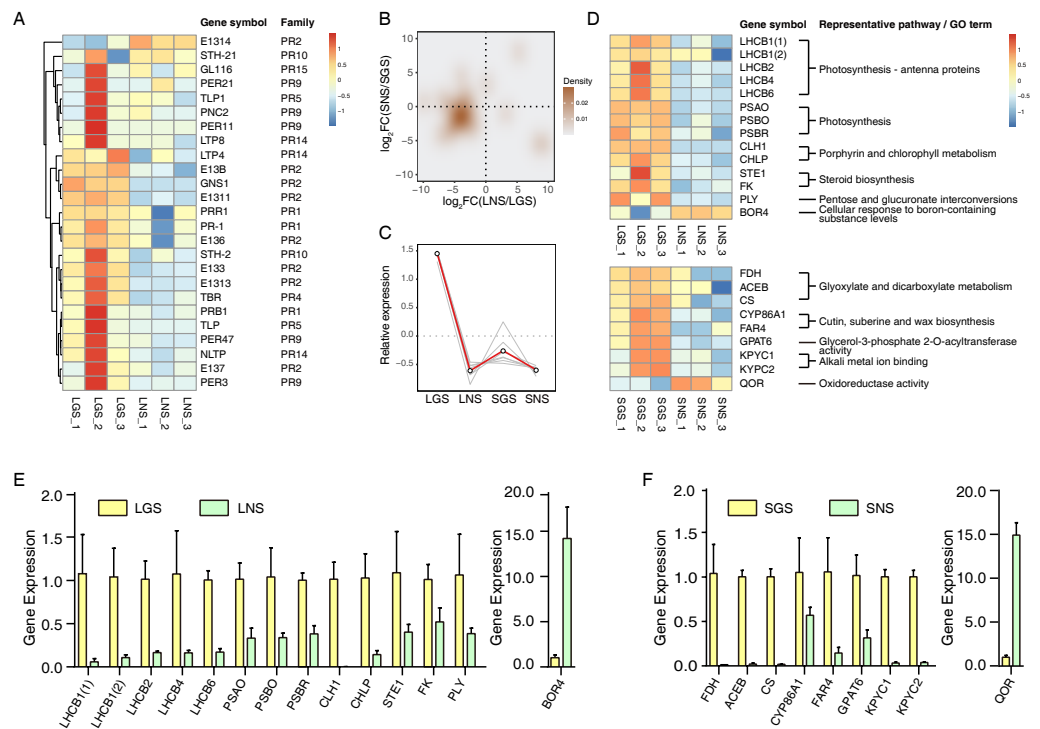 A
Gene symbol Family
E1314 PR2
STH-21 PR10
GL116 PR15
PER21 PR9
TLP1 PR5
PNC2 PR9
PER11 PR9
LTP8 PR14
LTP4 PR14
E13B PR2
GNS1 PR2
E1311 PR2
PRR1 PR1
PR-1 PR1
E136 PR2
STH-2 PR10
E133 PR2
E1313 PR2
TBR PR4
PRB1 PR1
TLP PR5
PER47 PR9
NLTP PR14
E137 PR2
PER3 PR9
LGS_1 LGS_2 LGS_3 LNS_1 LNS_2 LNS_3
1
0.5
0
−0.5
−1
B
log2FC(SNS/SGS)
10
5
0
−5
−10
−10 −5 0 5 10
log2FC(LNS/LGS)
Density
0.02
0.01
C
Relative expression
1.5
1.0
0.5
0.0
−0.5
LGS LNS SGS SNS
D
Gene symbol Representative pathway / GO term
LHCB1(1)
LHCB1(2)
LHCB2
LHCB4
LHCB6
Photosynthesis - antenna proteins
PSAO
PSBO
PSBR
Photosynthesis
CLH1
CHLP
Porphyrin and chlorophyll metabolism
STE1
FK
Steroid biosynthesis
PLY Pentose and glucuronate interconversions
BOR4 Cellular response to boron-containing
substance levels
LGS_1 LGS_2 LGS_3 LNS_1 LNS_2 LNS_3
1
0.5
0
−0.5
−1
FDH
ACEB
CS
Glyoxylate and dicarboxylate metabolism
CYP86A1
FAR4
Cutin, suberine and wax biosynthesis
GPAT6 Glycerol-3-phosphate 2-O-acyltransferase
activity
KPYC1
KYPC2
Alkali metal ion binding
QOR Oxidoreductase activity
SGS_1 SGS_2 SGS_3 SNS_1 SNS_2 SNS_3
E
Gene Expression
2.0
1.5
1.0
0.5
0.0
LGS LNS
LHCB1(1) LHCB1(2) LHCB2 LHCB4 LHCB6 PSAO PSBO PSBR CLH1 CHLP STE1 FK PLY
Gene Expression
20.0
15.0
10.0
5.0
0.0
BOR4
F
Gene Expression
2.0
1.5
1.0
0.5
0.0
SGS SNS
FDH ACEB CS CYP86A1 FAR4 GPAT6 KPYC1 KPYC2
Gene Expression
20.0
15.0
10.0
5.0
0.0
QOR